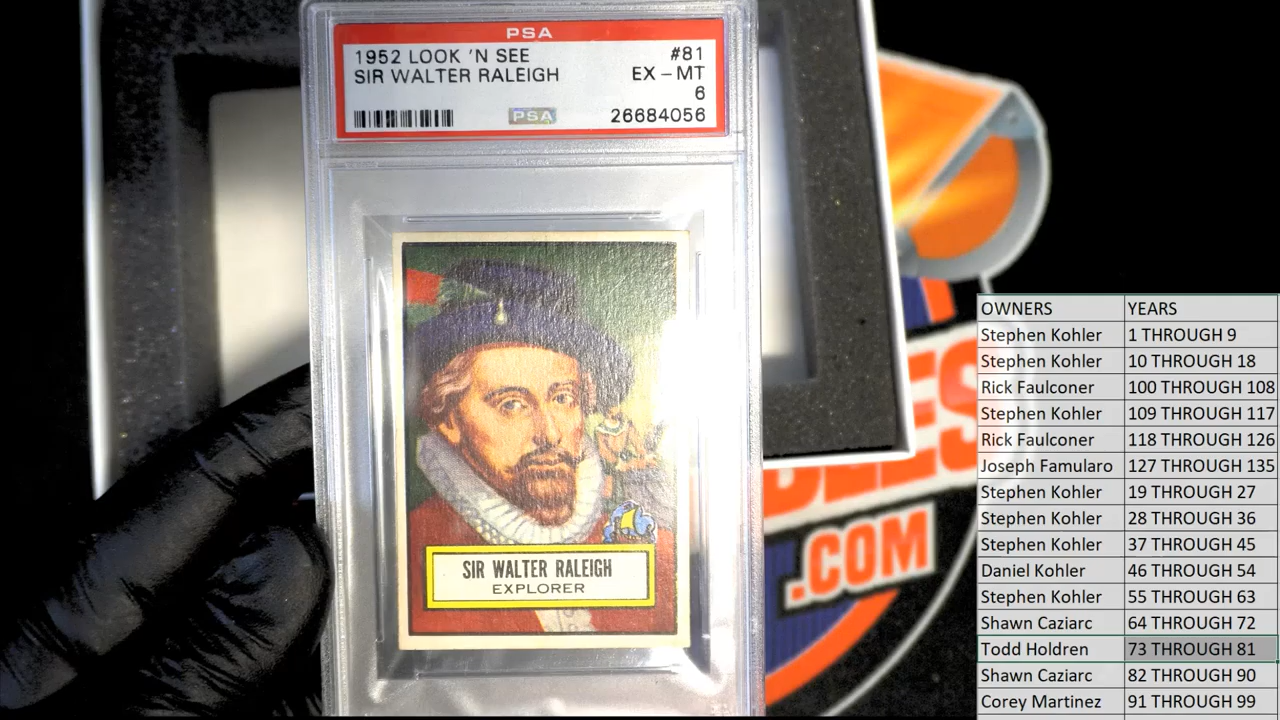 PSA
1952 LOOK 'N SEE #81
SIR WALTER RALEIGH EX - MT
6
PSA 26684056
SIR WALTER RALEIGH
EXPLORER
.COM
OWNERS YEARS
Stephen Kohler 1 THROUGH 9
Stephen Kohler 10 THROUGH 18
Rick Faulconer 100 THROUGH 108
Stephen Kohler 109 THROUGH 117
Rick Faulconer 118 THROUGH 126
Joseph Famularo 127 THROUGH 135
Stephen Kohler 19 THROUGH 27
Stephen Kohler 28 THROUGH 36
Stephen Kohler 37 THROUGH 45
Daniel Kohler 46 THROUGH 54
Stephen Kohler 55 THROUGH 63
Shawn Caziarc 64 THROUGH 72
Todd Holdren 73 THROUGH 81
Shawn Caziarc 82 THROUGH 90
Corey Martinez 91 THROUGH 99